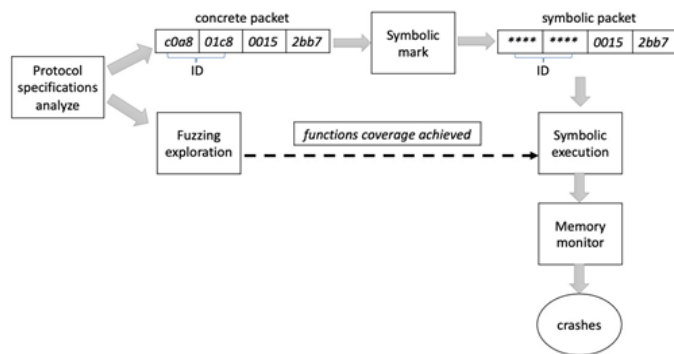 concrete packet
symbolic packet
c0a8 01c8 0015 2bb7
Symbolic
mark
**** **** 0015 2bb7
ID
ID
Protocol
specifications
analyze
Fuzzing
exploration
functions coverage achieved
Symbolic
execution
Memory
monitor
crashes